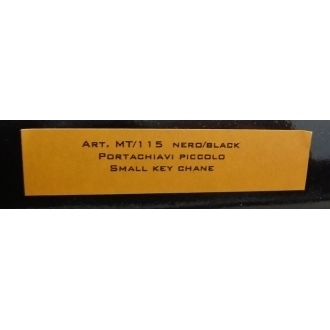 Art. MT/115 nero/black
Portachiavi piccolo
Small key chane